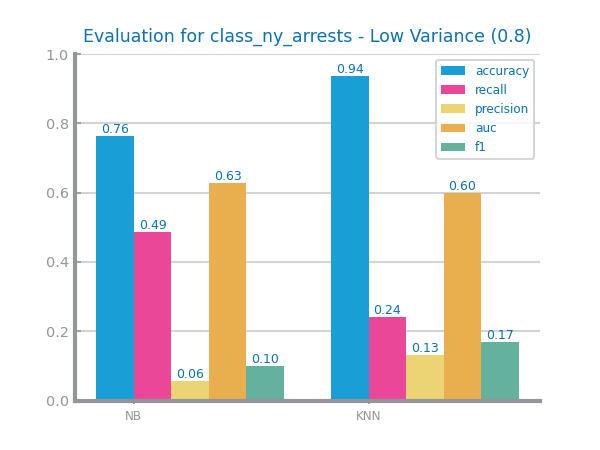 Evaluation for class_ny_arrests - Low Variance (0.8)
1.0
0.8
0.6
0.4
0.2
0.0
0.76
0.49
0.06
0.63
0.10
0.94
0.24
0.13
0.60
0.17
accuracy
recall
precision
auc
f1
NB
KNN